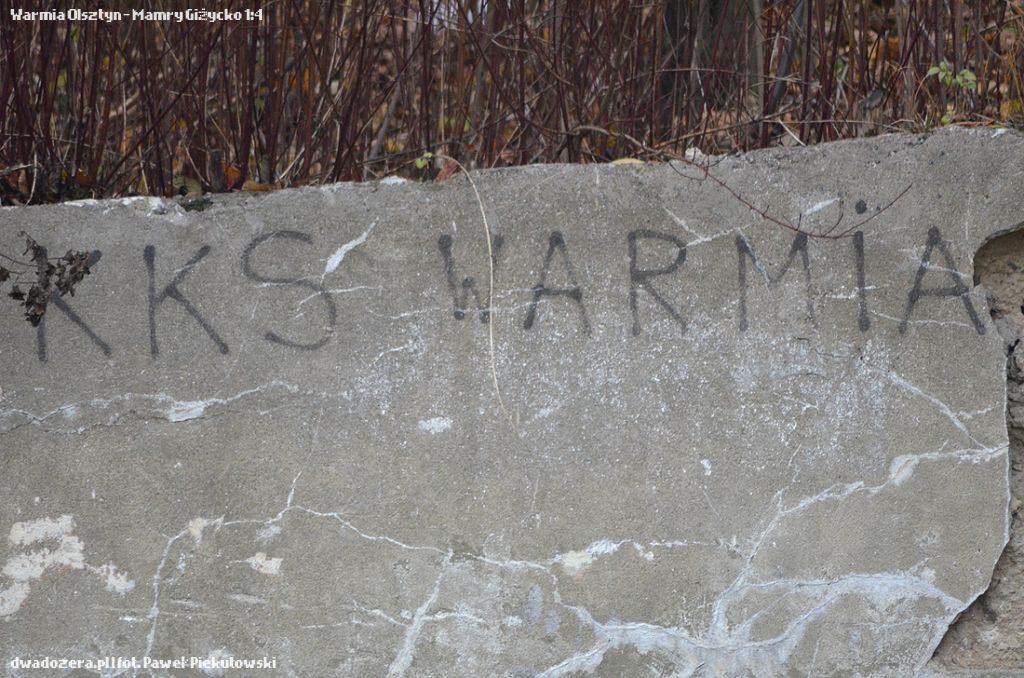 Warmia Olsztyn - Mamry Giżycko 1:4
KKS WARMIA
dwadozera.pl|fot. Paweł Piekutowski